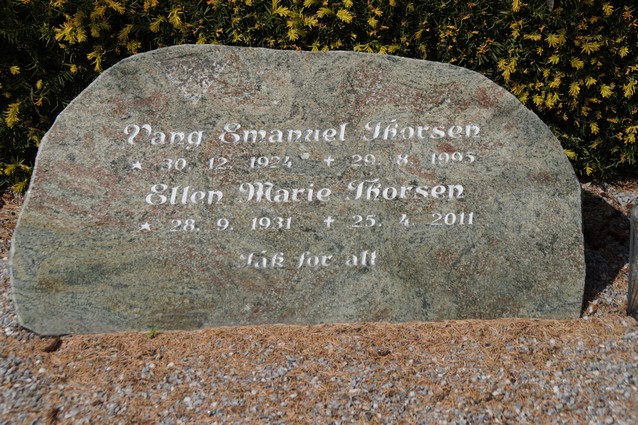 Vang Emanuel Thorsen
★ 30. 12. 1924 ✝ 29. 8. 1995
Ellen Marie Thorsen
★ 28. 9. 1931 ✝ 25. 4. 2011
Tak for alt